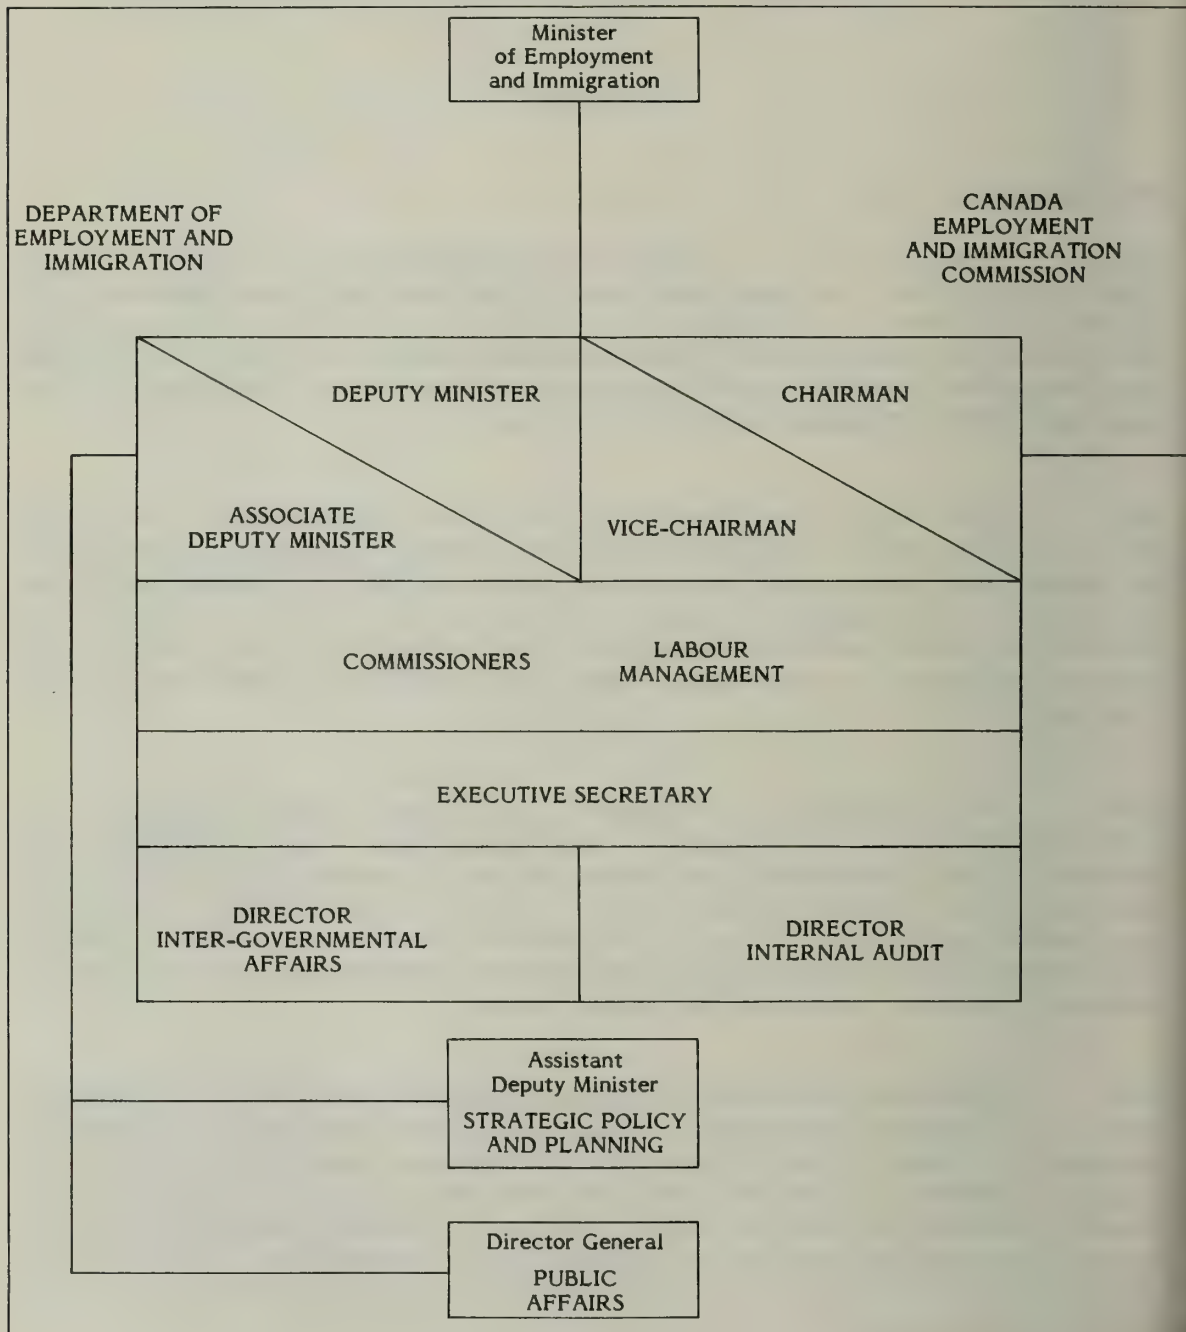 Minister
of Employment
and Immigration
DEPARTMENT OF
EMPLOYMENT AND
IMMIGRATION
CANADA
EMPLOYMENT
AND IMMIGRATION
COMMISSION
DEPUTY MINISTER
ASSOCIATE
DEPUTY MINISTER
CHAIRMAN
VICE-CHAIRMAN
COMMISSIONERS
LABOUR
MANAGEMENT
EXECUTIVE SECRETARY
DIRECTOR
INTER-GOVERNMENTAL
AFFAIRS
DIRECTOR
INTERNAL AUDIT
Assistant
Deputy Minister
STRATEGIC POLICY
AND PLANNING
Director General
PUBLIC
AFFAIRS